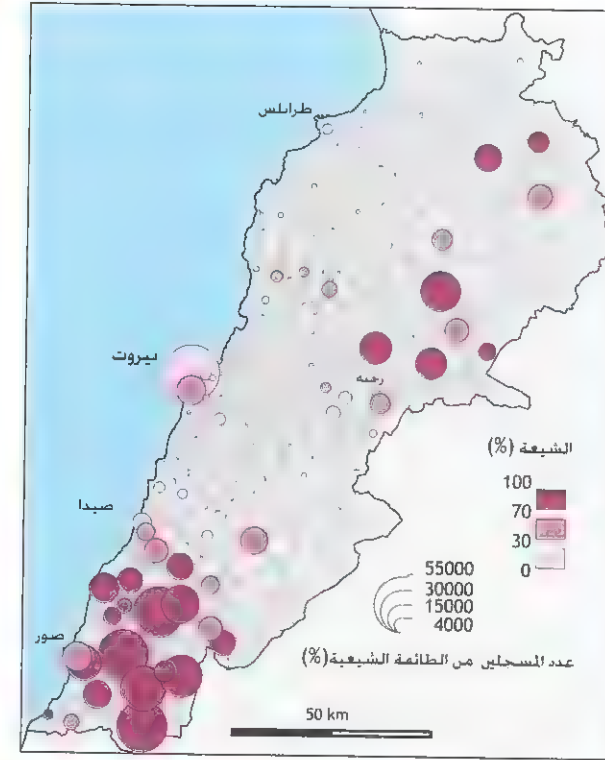 طرابلس
بيروت
زحلة
الشيعة (%)
100
70
30
0
صيدا
55000
30000
15000
4000
صور
عدد المسجلين من الطائفة الشيعية (%)
50 km